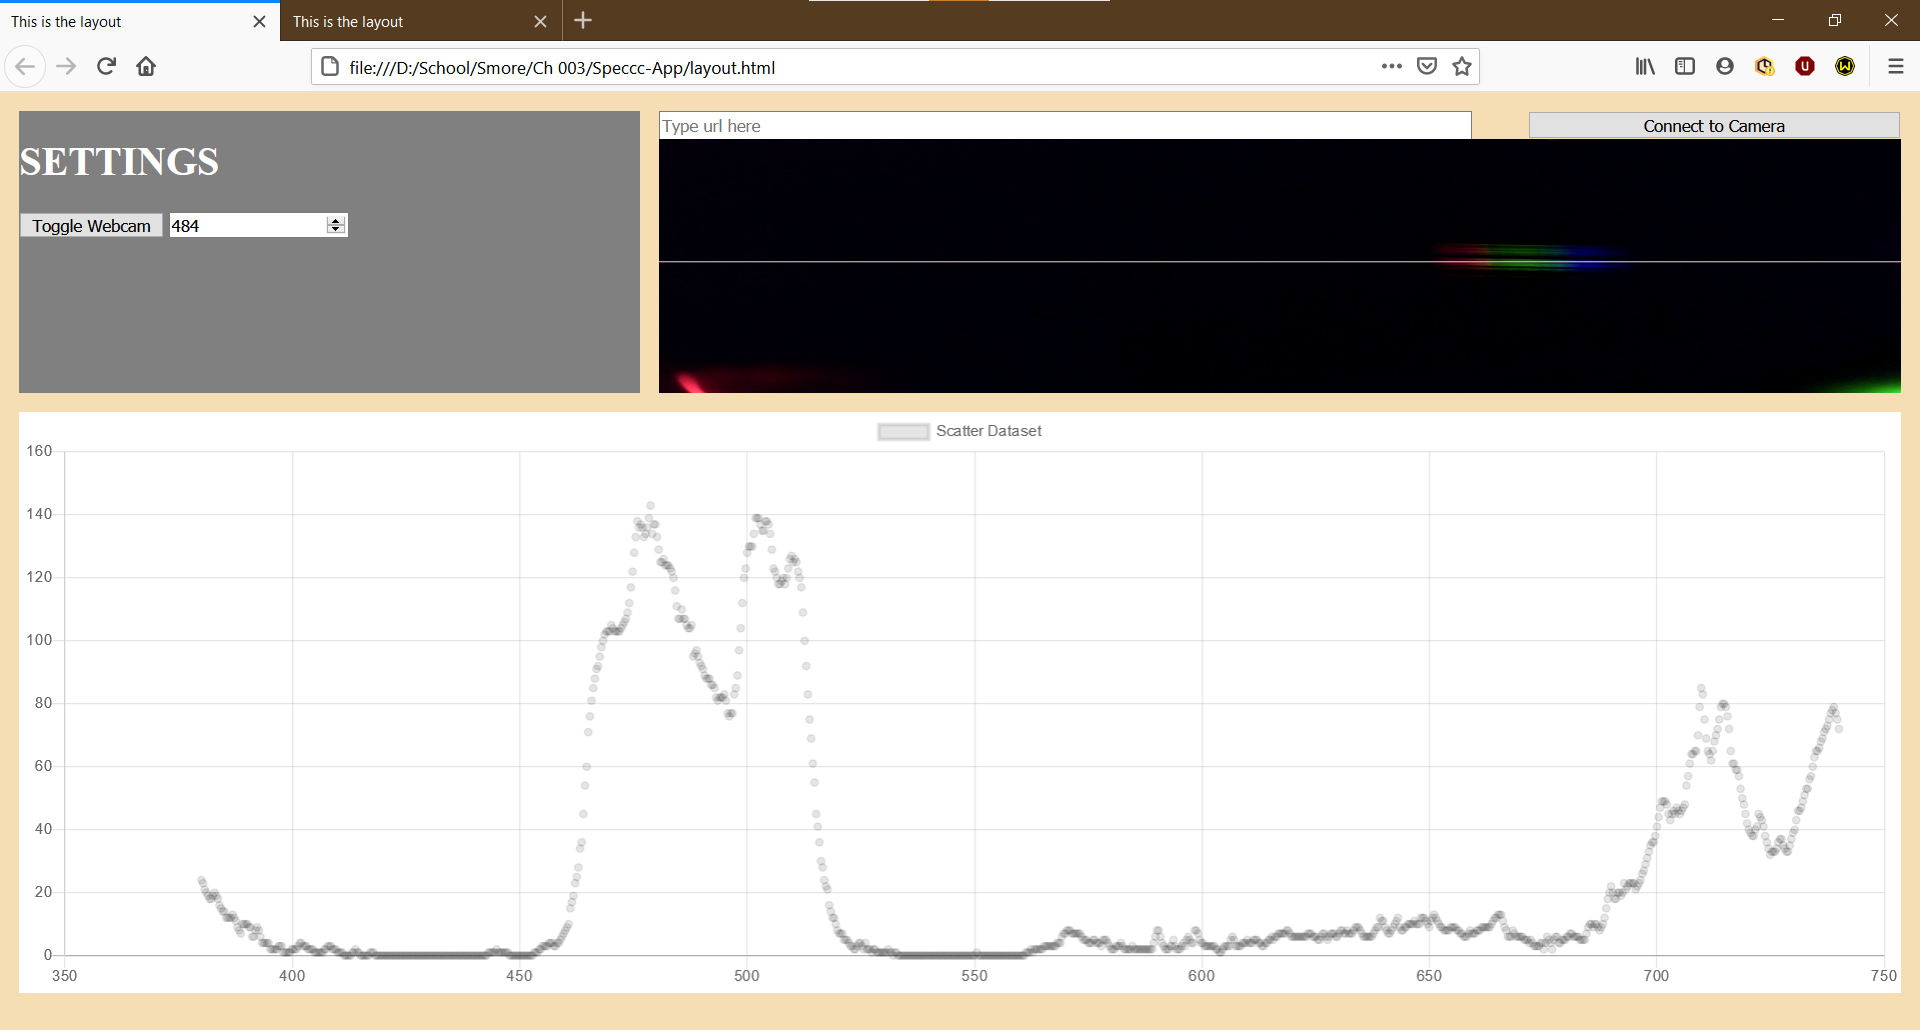 This is the layout
This is the layout
file:///D:/School/Smore/Ch 003/Speccc-App/layout.html
SETTINGS
Toggle Webcam 484
Type url here
Connect to Camera
Scatter Dataset
160
140
120
100
80
60
40
20
0
350 400 450 500 550 600 650 700 750